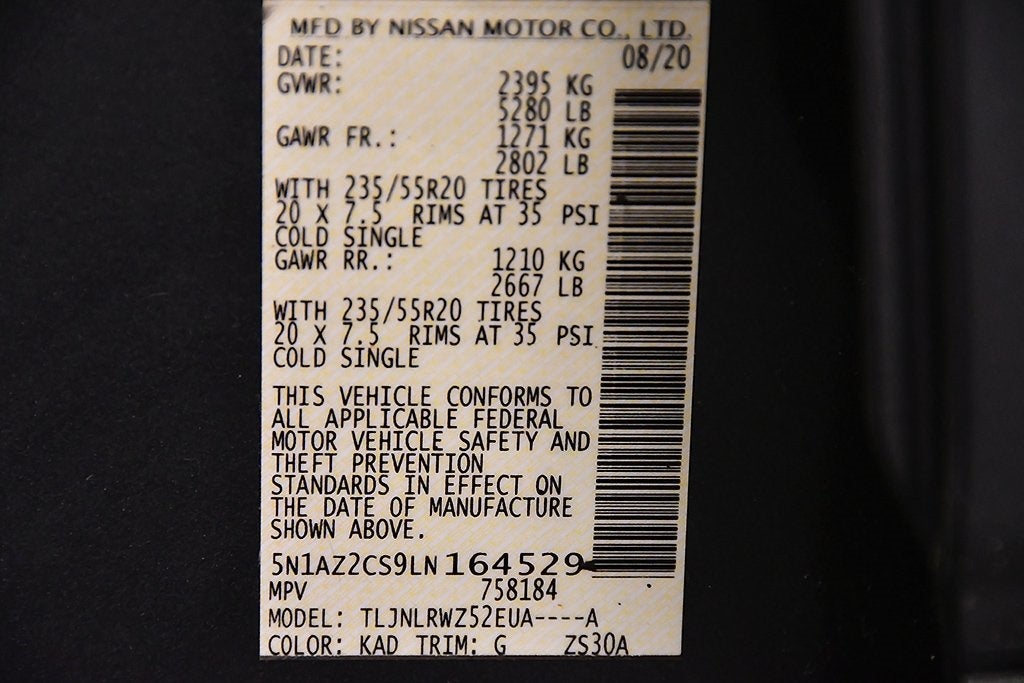 MFD BY NISSAN MOTOR CO., LTD.
DATE: 08/20
GVWR: 2395 KG
5280 LB
GAWR FR.: 1271 KG
2802 LB
WITH 235/55R20 TIRES
20 X 7.5 RIMS AT 35 PSI
COLD SINGLE
GAWR RR.: 1210 KG
2667 LB
WITH 235/55R20 TIRES
20 X 7.5 RIMS AT 35 PSI
COLD SINGLE
THIS VEHICLE CONFORMS TO
ALL APPLICABLE FEDERAL
MOTOR VEHICLE SAFETY AND
THEFT PREVENTION
STANDARDS IN EFFECT ON
THE DATE OF MANUFACTURE
SHOWN ABOVE.
5N1AZ2CS9LN164529
MPV 758184
MODEL: TLJNLRWZ52EUA----A
COLOR: KAD TRIM: G ZS30A